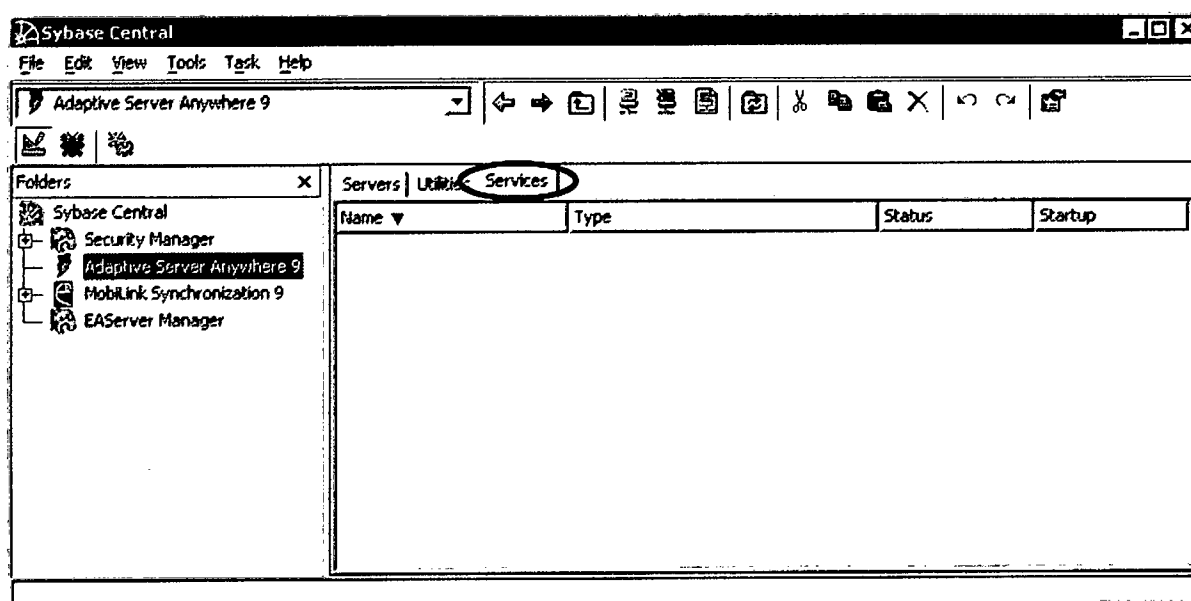 Sybase Central
File Edit View Tools Task Help
Adaptive Server Anywhere 9
Folders
Servers Utilities Services
Sybase Central
Name Type Status Startup
Security Manager
Adaptive Server Anywhere 9
MobiLink Synchronization 9
EAServer Manager